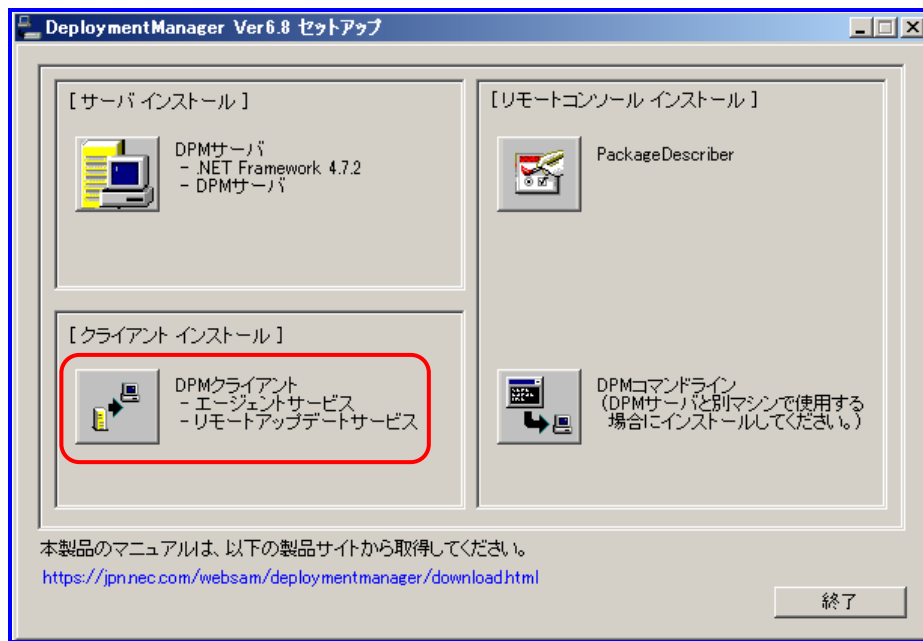 DeploymentManager Ver6.8 セットアップ
[ サーバ インストール ]
DPMサーバ
- .NET Framework 4.7.2
- DPMサーバ
[ リモートコンソール インストール ]
PackageDescriber
[ クライアント インストール ]
DPMクライアント
- エージェントサービス
- リモートアップデートサービス
DPMコマンドライン
(DPMサーバと別マシンで使用する
場合にインストールしてください。)
本製品のマニュアルは、以下の製品サイトから取得してください。
https://jpn.nec.com/websam/deploymentmanager/download.html
終了